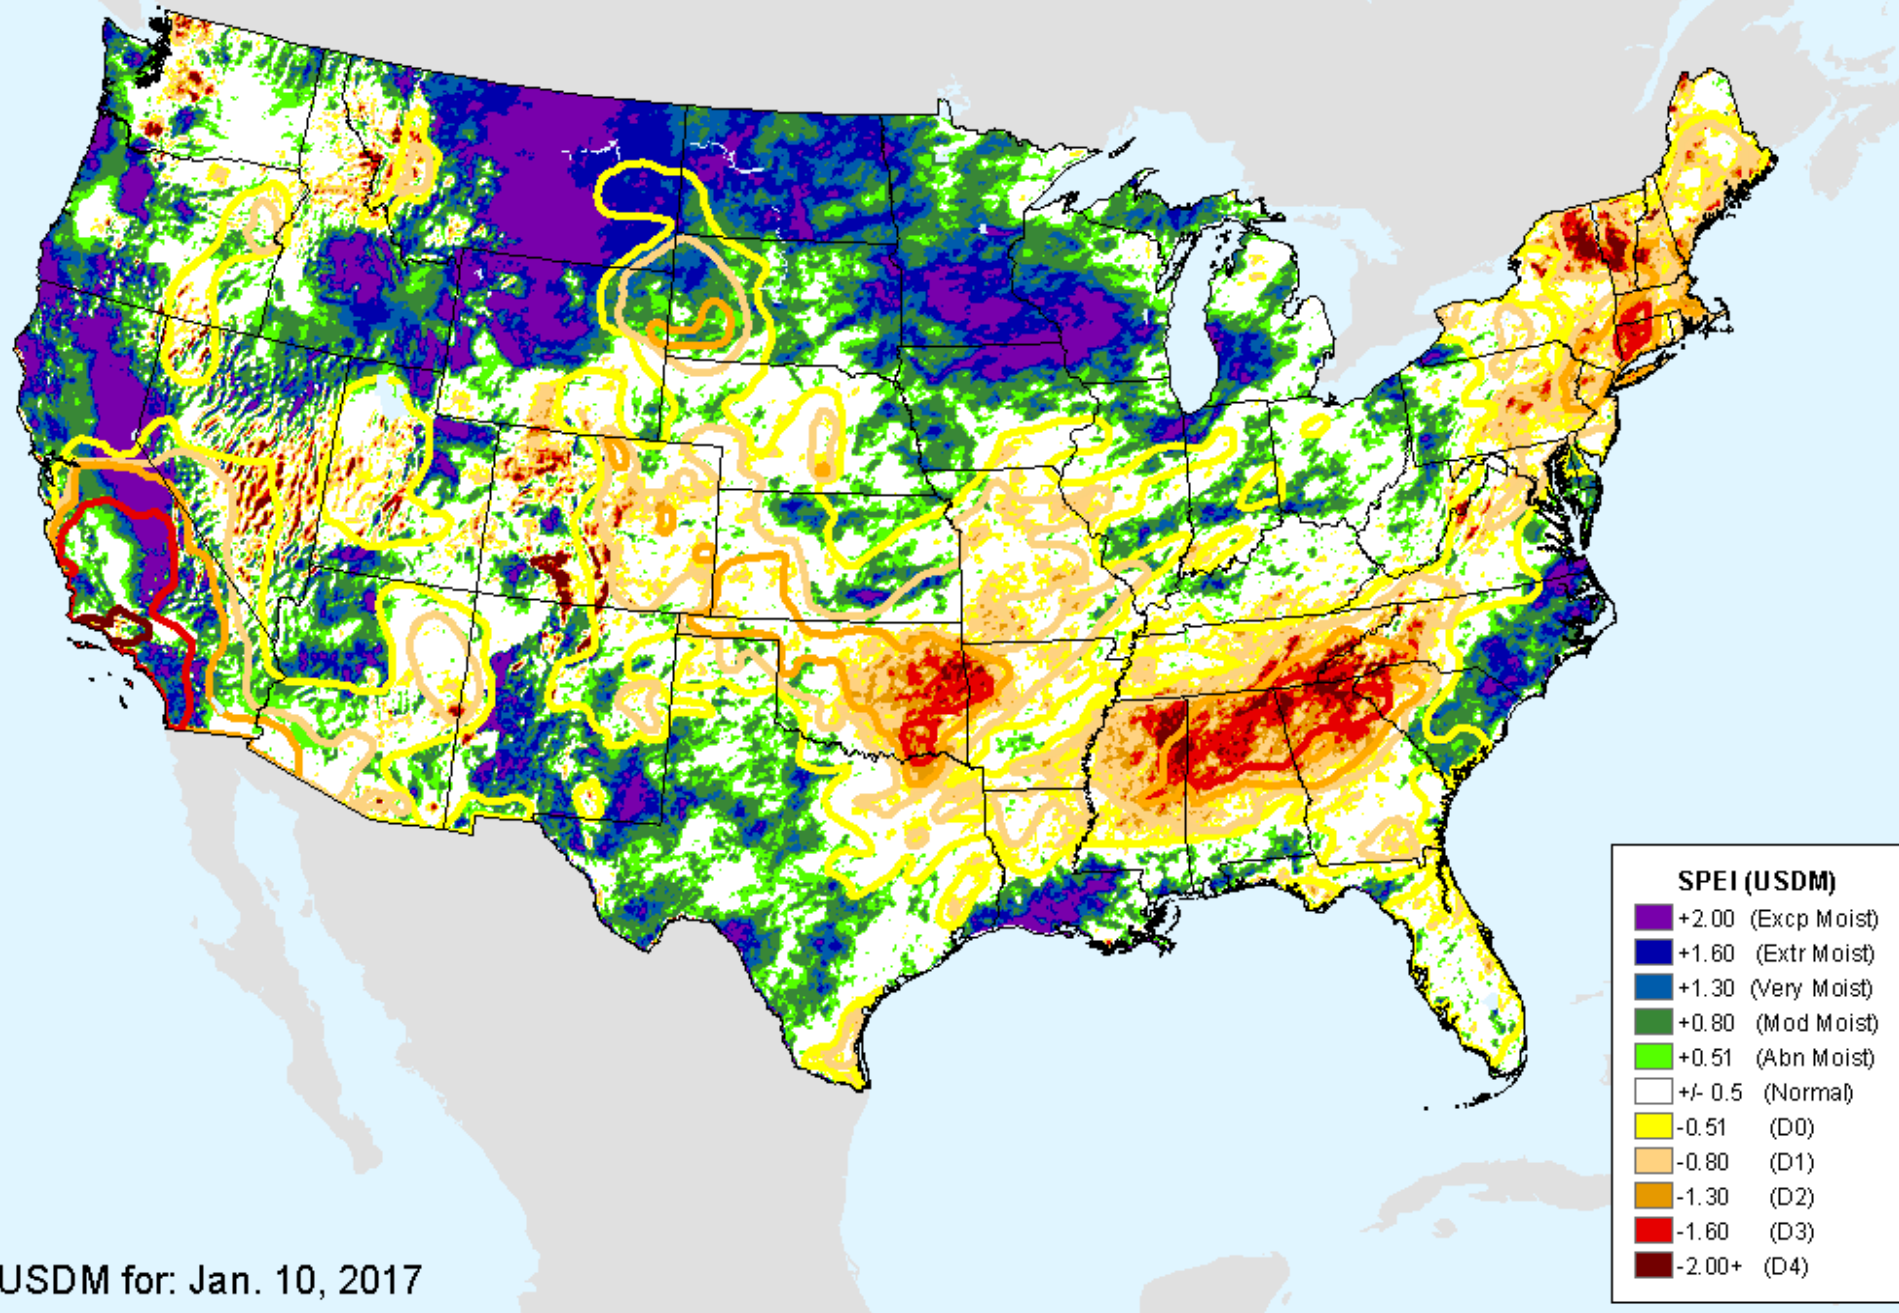 SPEI (USDM)
+2.00 (Excp Moist)
+1.60 (Extr Moist)
+1.30 (Very Moist)
+0.80 (Mod Moist)
+0.51 (Abn Moist)
+/- 0.5 (Normal)
-0.51 (D0)
-0.80 (D1)
-1.30 (D2)
-1.60 (D3)
-2.00+ (D4)
USDM for: Jan. 10, 2017